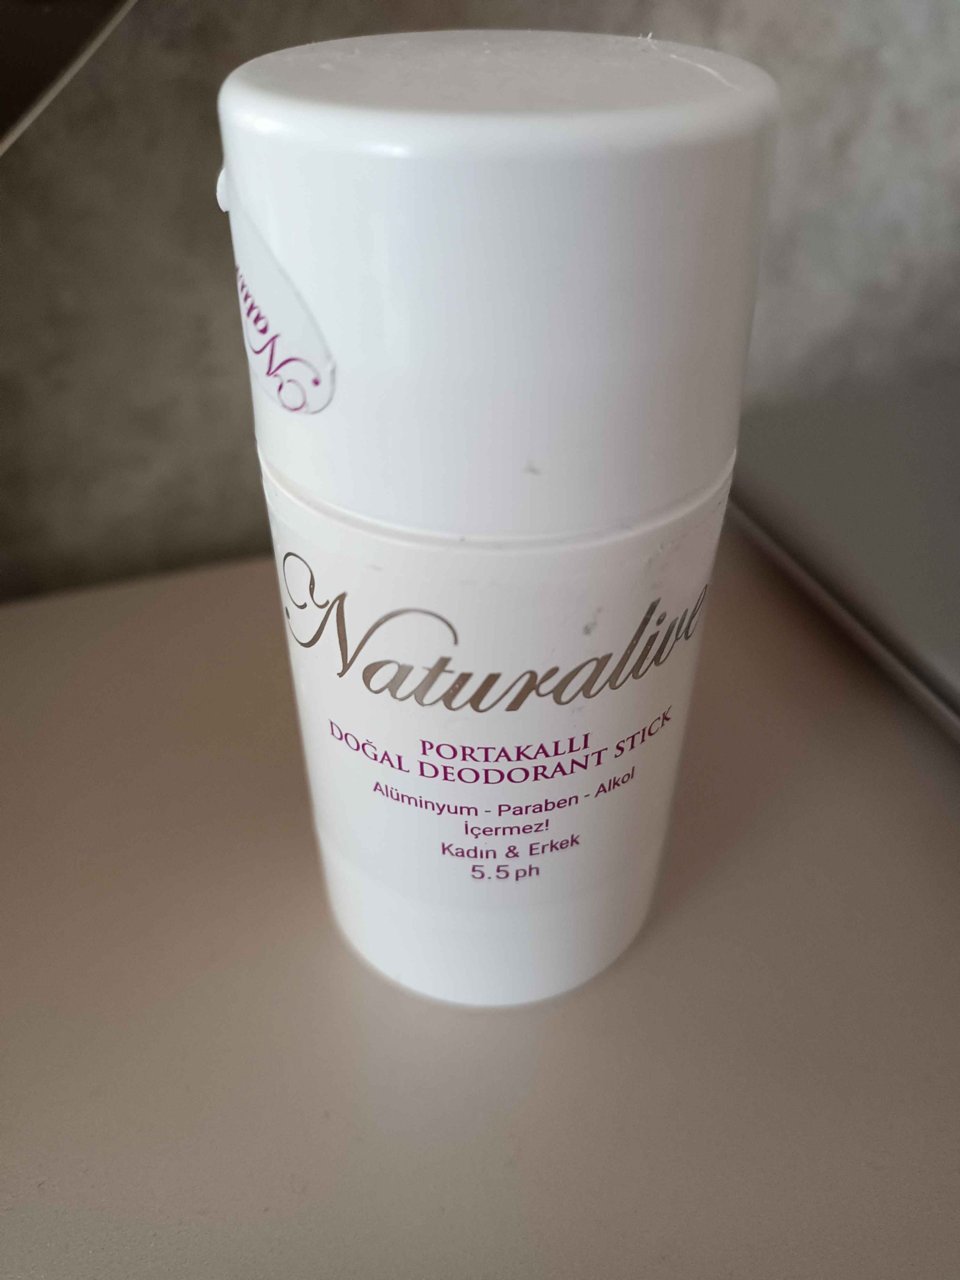 Naturalive
PORTAKALLI
DOĞAL DEODORANT STICK
Alüminyum - Paraben - Alkol
İçermez!
Kadın & Erkek
5.5 ph